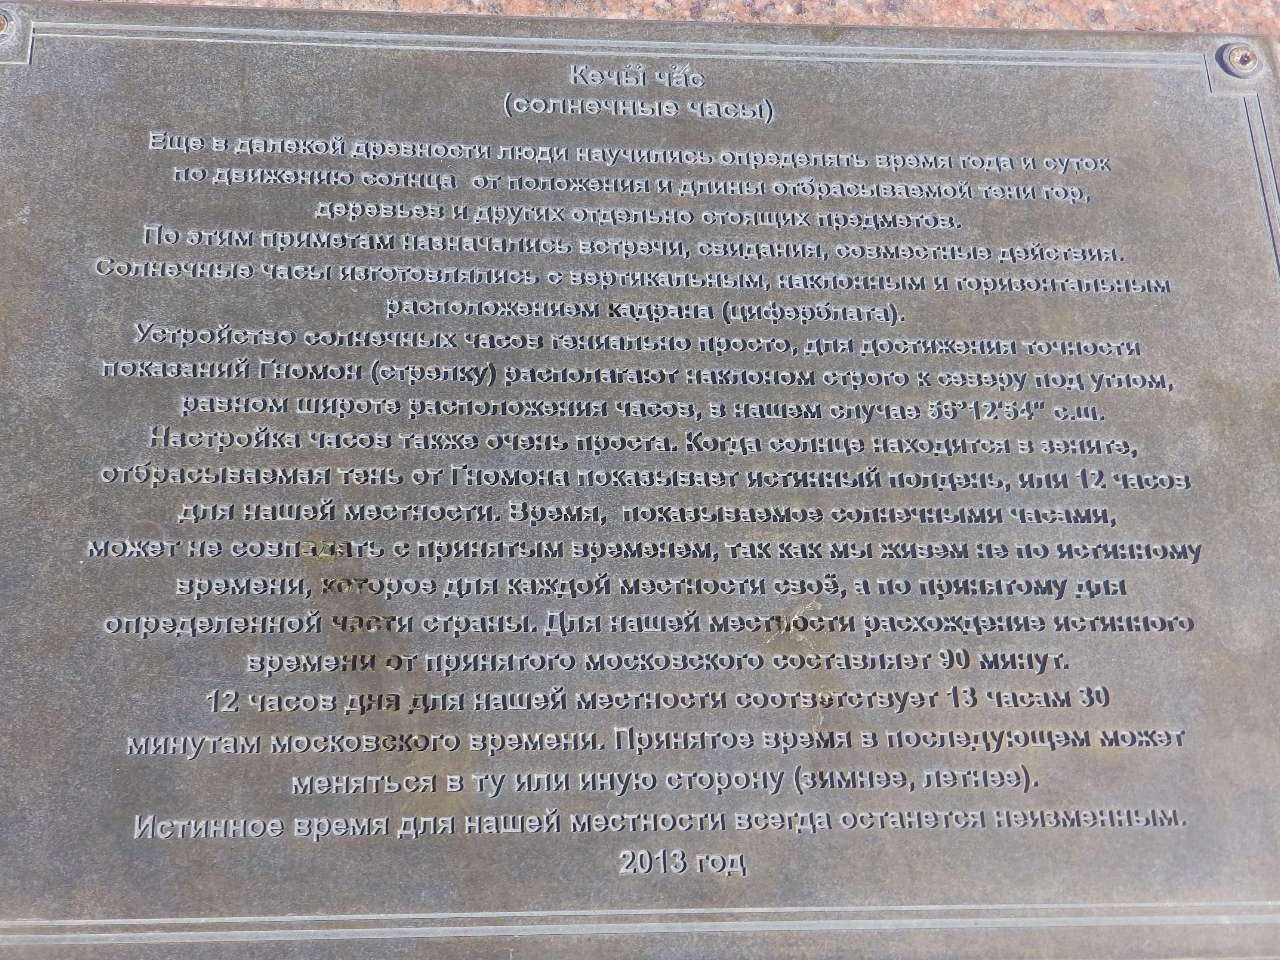 Кечӹ час
(солнечные часы)
Еще в далекой древности люди научились определять время года и суток
по движению солнца от положения и длины отбрасываемой тени гор,
деревьев и других отдельно стоящих предметов.
По этим приметам назначались встречи, свидания, совместные действия.
Солнечные часы изготовлялись с вертикальным, наклонным и горизонтальным
расположением кадрана (циферблата).
Устройство солнечных часов гениально просто, для достижения точности
показаний Гномон (стрелку) располагают наклоном строго к северу под углом,
равном широте расположения часов, в нашем случае 56°12'54" с.ш.
Настройка часов также очень проста. Когда солнце находится в зените,
отбрасываемая тень от Гномона показывает истинный полдень, или 12 часов
для нашей местности. Время, показываемое солнечными часами,
может не совпадать с принятым временем, так как мы живем не по истинному
времени, которое для каждой местности своё, а по принятому для
определенной части страны. Для нашей местности расхождение истинного
времени от принятого московского составляет 90 минут.
12 часов дня для нашей местности соответствует 13 часам 30
минутам московского времени. Принятое время в последующем может
меняться в ту или иную сторону (зимнее, летнее).
Истинное время для нашей местности всегда останется неизменным.
2013 год